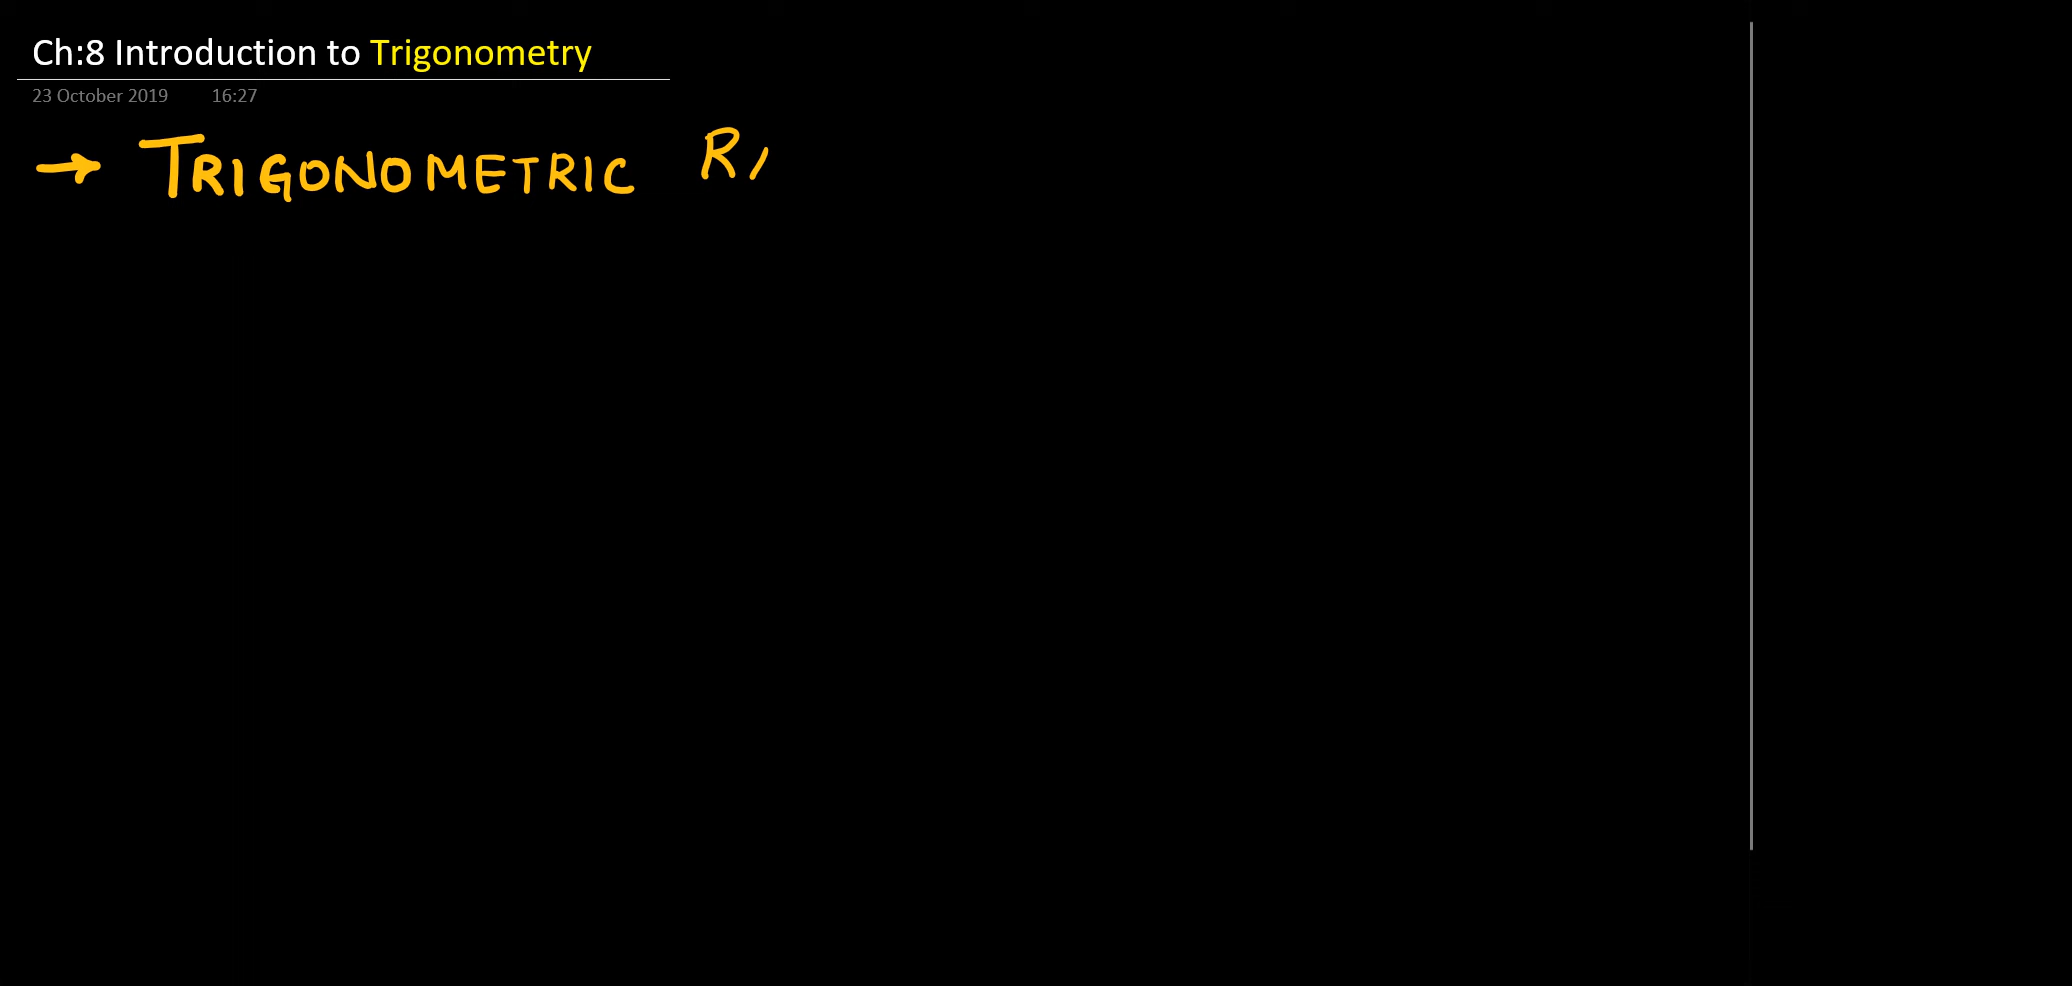 Ch:8 Introduction to Trigonometry
23 October 2019 16:27
→ TRIGONOMETRIC R